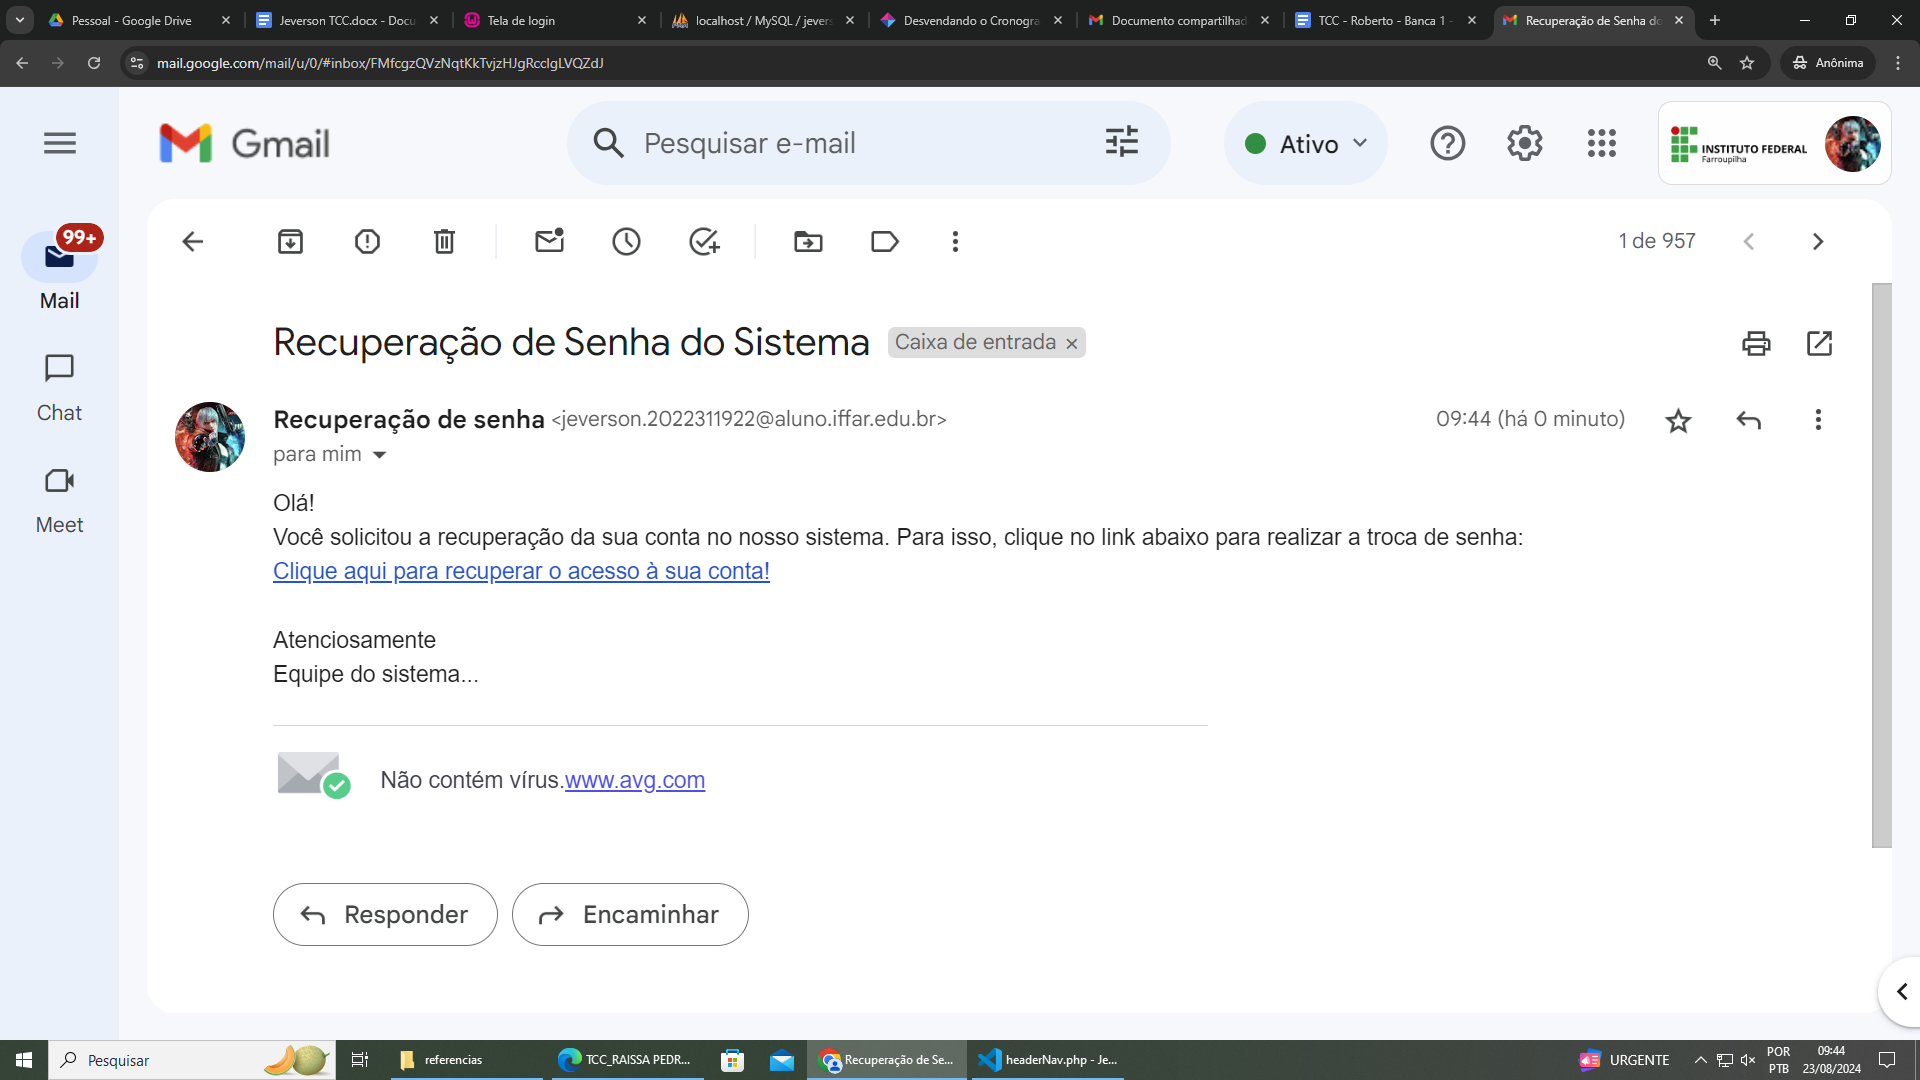 Pessoal - Google Drive
Jeverson TCC.docx - Docu
Tela de login
localhost / MySQL / jevers
Desvendando o Cronogra
Documento compartilhad
TCC - Roberto - Banca 1 -
Recuperação de Senha do
mail.google.com/mail/u/0/#inbox/FMfcgzQVzNqtKkTvjzHJgRcclgLVQZdJ
Anônima
Gmail
Pesquisar e-mail
Ativo
INSTITUTO FEDERAL
Farroupilha
99+
Mail
Chat
Meet
1 de 957
Recuperação de Senha do Sistema
Caixa de entrada ×
Recuperação de senha <jeverson.2022311922@aluno.iffar.edu.br>
09:44 (há 0 minuto)
para mim
Olá!
Você solicitou a recuperação da sua conta no nosso sistema. Para isso, clique no link abaixo para realizar a troca de senha:
Clique aqui para recuperar o acesso à sua conta!
Atenciosamente
Equipe do sistema...
Não contém vírus.www.avg.com
Responder
Encaminhar
Pesquisar
referencias
TCC_RAISSA PEDR...
Recuperação de Se...
headerNav.php - Je...
URGENTE
POR
PTB
09:44
23/08/2024